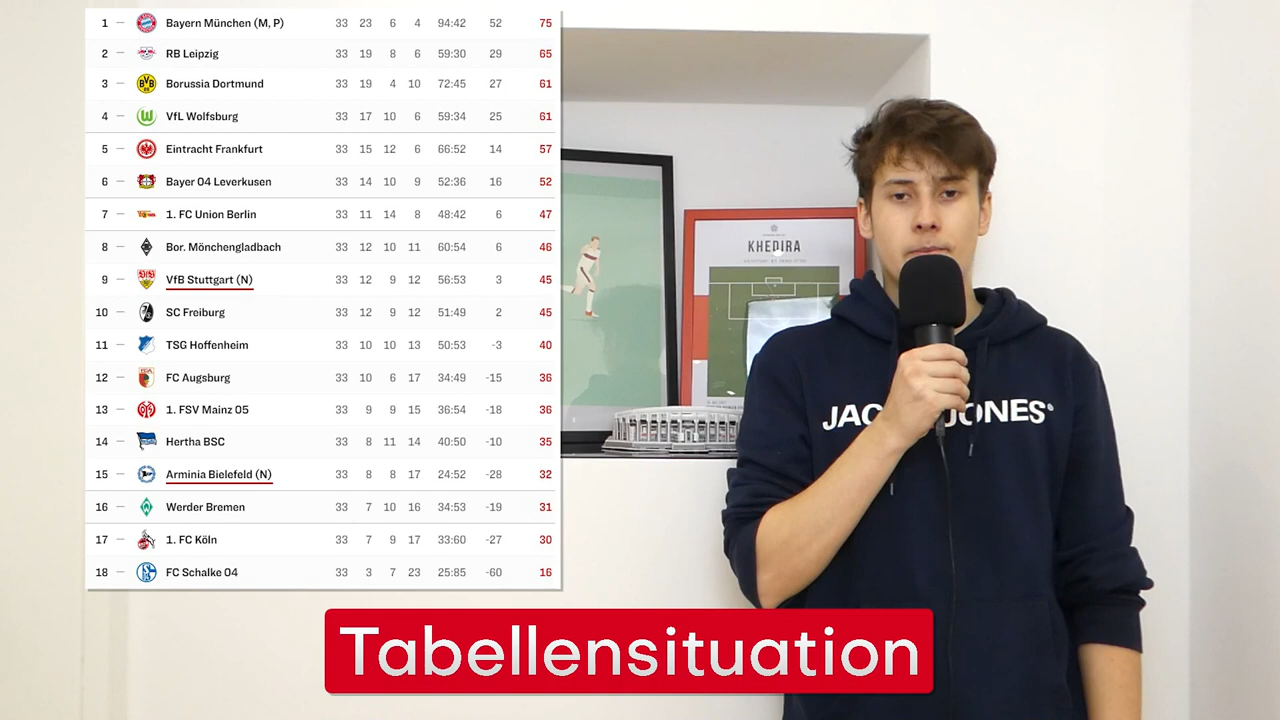 1 – Bayern München (M, P) 33 23 6 4 94:42 52 75
2 – RB Leipzig 33 19 8 6 59:30 29 65
3 – Borussia Dortmund 33 19 4 10 72:45 27 61
4 – VfL Wolfsburg 33 17 10 6 59:34 25 61
5 – Eintracht Frankfurt 33 15 12 6 66:52 14 57
6 – Bayer 04 Leverkusen 33 14 10 9 52:36 16 52
7 – 1. FC Union Berlin 33 11 14 8 48:42 6 47
8 – Bor. Mönchengladbach 33 12 10 11 60:54 6 46
9 – VfB Stuttgart (N) 33 12 9 12 56:53 3 45
10 – SC Freiburg 33 12 9 12 51:49 2 45
11 – TSG Hoffenheim 33 10 10 13 50:53 -3 40
12 – FC Augsburg 33 10 6 17 34:49 -15 36
13 – 1. FSV Mainz 05 33 9 9 15 36:54 -18 36
14 – Hertha BSC 33 8 11 14 40:50 -10 35
15 – Arminia Bielefeld (N) 33 8 8 17 24:52 -28 32
16 – Werder Bremen 33 7 10 16 34:53 -19 31
17 – 1. FC Köln 33 7 9 17 33:60 -27 30
18 – FC Schalke 04 33 3 7 23 25:85 -60 16
KHEDIRA
JAC JONES
Tabellensituation